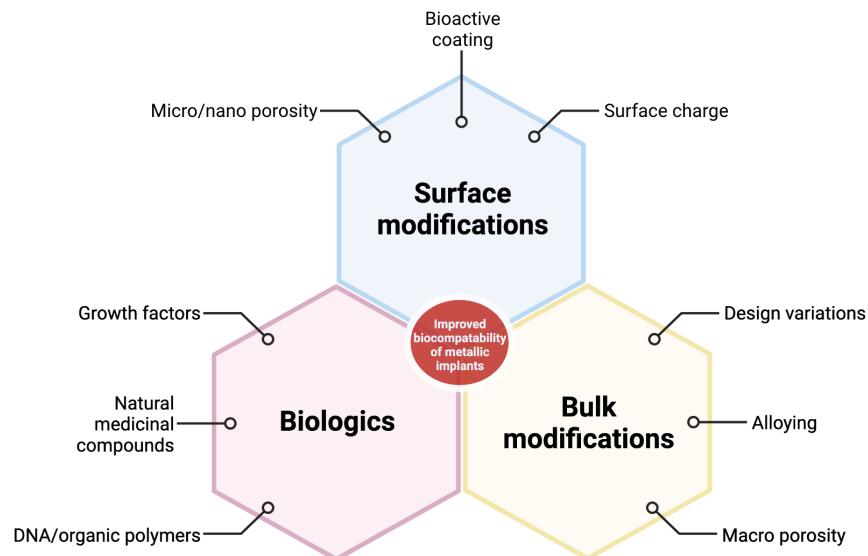 Bioactive
coating
Micro/nano porosity
Surface charge
Surface
modifications
Improved
biocompatability
of metallic
implants
Growth factors
Natural
medicinal
compounds
DNA/organic polymers
Biologics
Design variations
Alloying
Macro porosity
Bulk
modifications